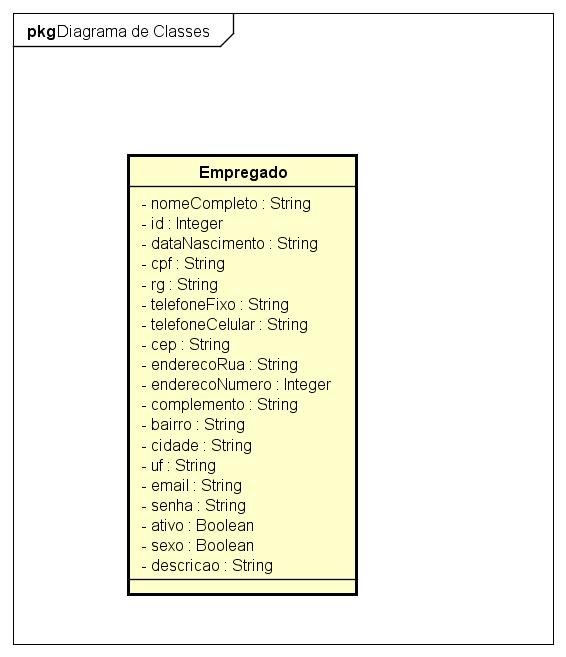 pkg Diagrama de Classes
Empregado
- nomeCompleto : String
- id : Integer
- dataNascimento : String
- cpf : String
- rg : String
- telefoneFixo : String
- telefoneCelular : String
- cep : String
- enderecoRua : String
- enderecoNumero : Integer
- complemento : String
- bairro : String
- cidade : String
- uf : String
- email : String
- senha : String
- ativo : Boolean
- sexo : Boolean
- descricao : String